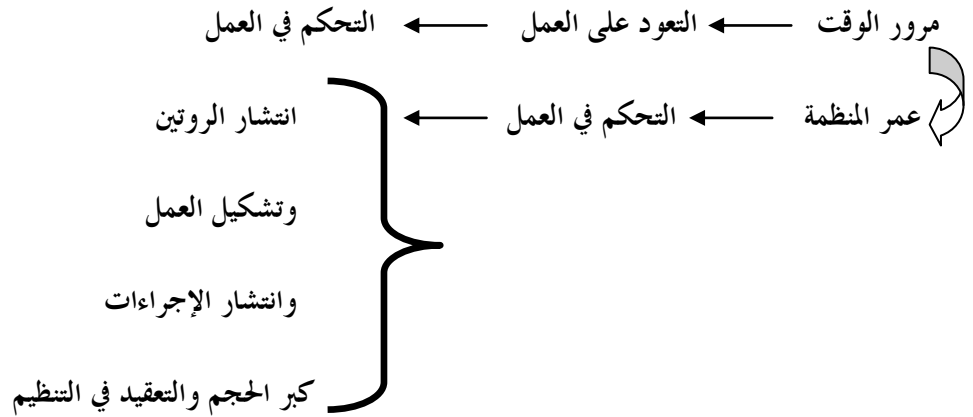 مرور الوقت التعود على العمل التحكم في العمل
عمر المنظمة التحكم في العمل انتشار الروتين
وتشكيل العمل
وانتشار الإجراءات
كبر الحجم والتعقيد في التنظيم